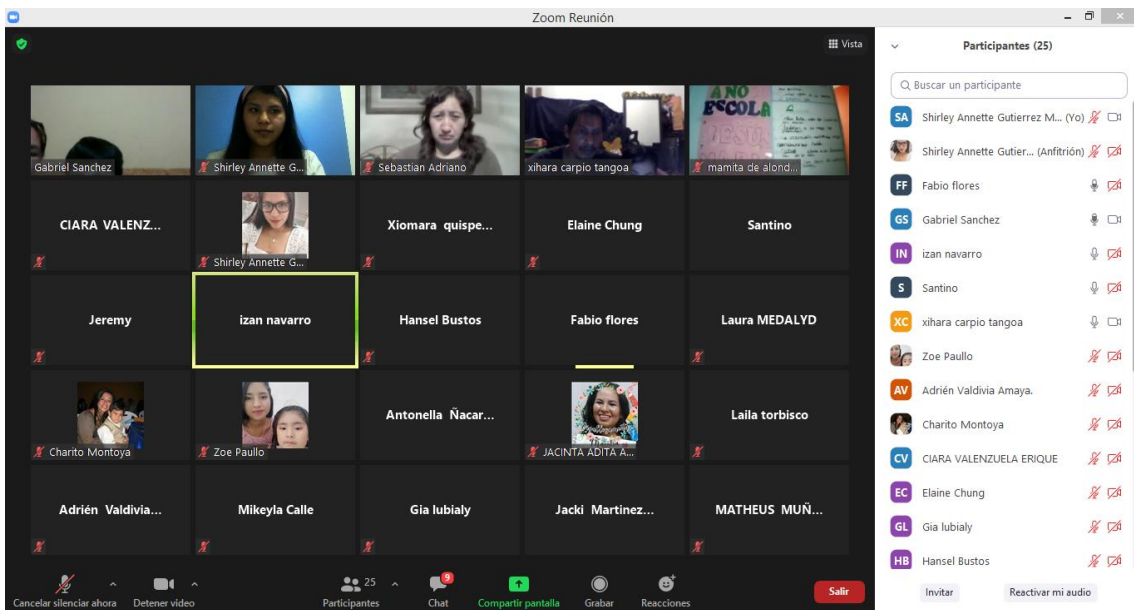 Zoom Reunión
Vista
Gabriel Sanchez
Shirley Annette G...
Sebastian Adriano
xihara carpio tangoa
A NO
ESCOLA
mamita de alond...
CIARA VALENZ...
Shirley Annette G...
Xiomara quispe...
Elaine Chung
Santino
Jeremy
izan navarro
Hansel Bustos
Fabio flores
Laura MEDALYD
Charito Montoya
Zoe Paullo
Antonella Ñacar...
JACINTA ADITA A...
Laila torbisco
Adrién Valdivia...
Mikeyla Calle
Gia lubialy
Jacki Martinez...
MATHEUS MUÑ...
Cancelar silenciar ahora
Detener video
25
Participantes
9
Chat
Compartir pantalla
Grabar
Reacciones
Salir
Participantes (25)
Buscar un participante
SA Shirley Annette Gutierrez M... (Yo)
Shirley Annette Gutier... (Anfitrión)
FF Fabio flores
GS Gabriel Sanchez
IN izan navarro
S Santino
XC xihara carpio tangoa
Zoe Paullo
AV Adrién Valdivia Amaya.
Charito Montoya
CV CIARA VALENZUELA ERIQUE
EC Elaine Chung
GL Gia lubialy
HB Hansel Bustos
Invitar
Reactivar mi audio